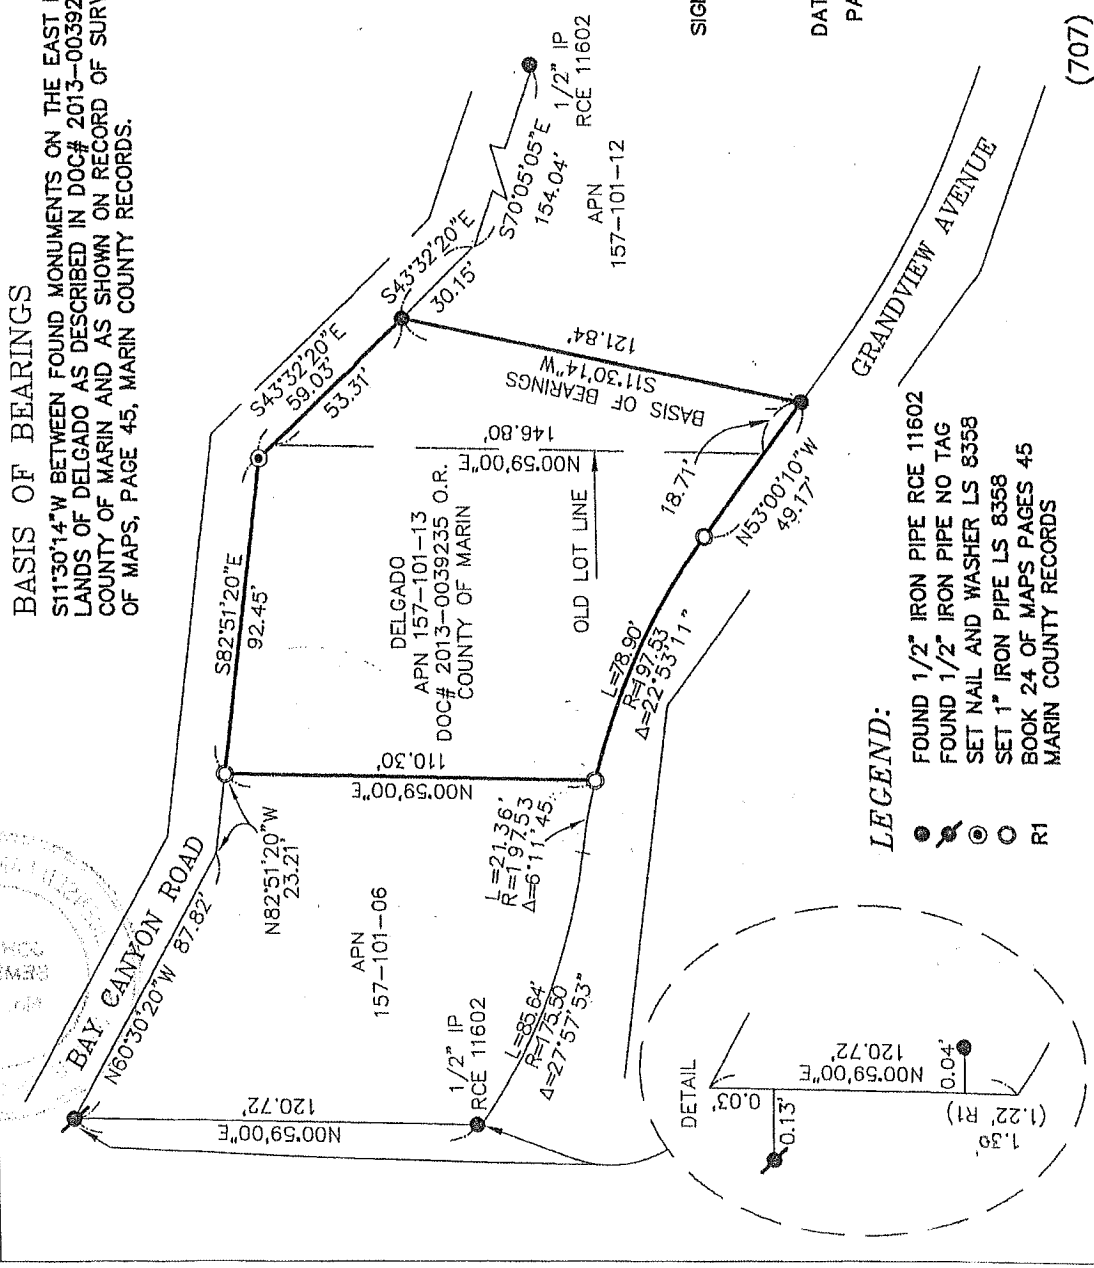 BASIS OF BEARINGS
S11°30'14"W BETWEEN FOUND MONUMENTS ON THE EAST
LANDS OF DELGADO AS DESCRIBED IN DOC# 2013-00392
COUNTY OF MARIN AND AS SHOWN ON RECORD OF SURV
OF MAPS, PAGE 45, MARIN COUNTY RECORDS.
BAY CANYON ROAD
N60°30'20"W 87.82'
N82°51'20"W
23.21'
S82°51'20"E
92.45'
S43°32'20"E
59.03'
53.31'
S43°32'20"E
30.15'
S70°05'05"E
154.04'
1/2" IP
RCE 11602
APN
157-101-12
SIG
DAT
PA
(707)
121.84'
S11°30'14"W
BASIS OF BEARINGS
146.80'
N00°59'00"E
OLD LOT LINE
DELGADO
APN 157-101-13
DOC# 2013-0039235 O.R.
COUNTY OF MARIN
110.30'
N00°59'00"E
18.71'
N53°00'10"W
49.17'
GRANDVIEW AVENUE
L=78.90'
R=197.53
Δ=22°53'11"
L=21.36'
R=197.53
Δ=6°11'45"
APN
157-101-06
120.72'
N00°59'00"E
1/2" IP
RCE 11602
L=85.64'
R=175.50
Δ=27°57'53"
DETAIL
0.03'
0.13'
120.72'
N00°59'00"E
0.04'
1.30'
(1.22' R1)
LEGEND:
FOUND 1/2" IRON PIPE RCE 11602
FOUND 1/2" IRON PIPE NO TAG
SET NAIL AND WASHER LS 8358
SET 1" IRON PIPE LS 8358
R1 BOOK 24 OF MAPS PAGES 45
MARIN COUNTY RECORDS